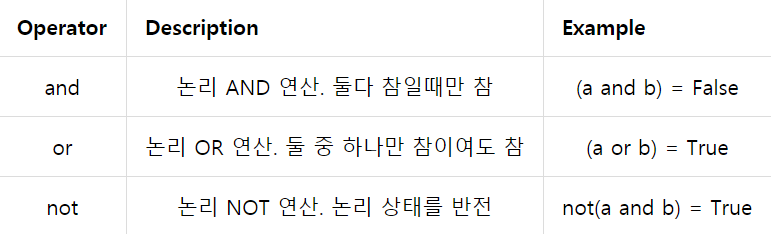 Operator Description Example
and 논리 AND 연산. 둘다 참일때만 참 (a and b) = False
or 논리 OR 연산. 둘 중 하나만 참이여도 참 (a or b) = True
not 논리 NOT 연산. 논리 상태를 반전 not(a and b) = True